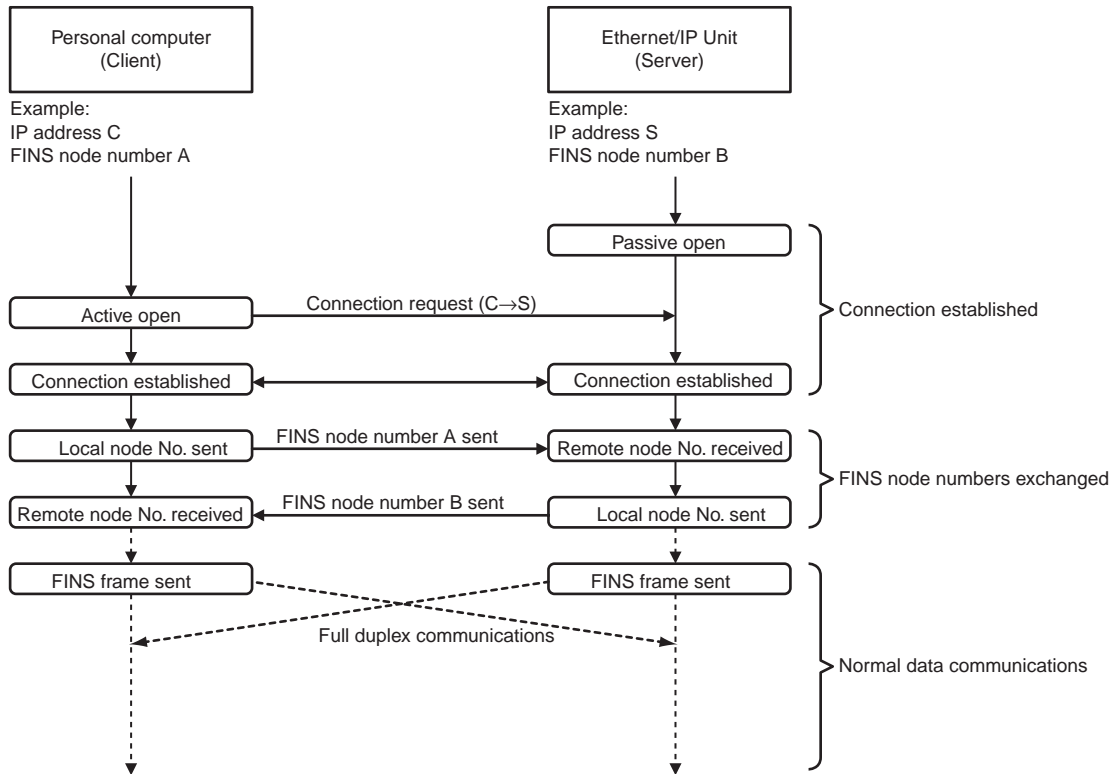 Personal computer
(Client)
Ethernet/IP Unit
(Server)
Example:
IP address C
FINS node number A
Example:
IP address S
FINS node number B
Passive open
Active open
Connection request (C→S)
Connection established
Connection established
Connection established
Local node No. sent
FINS node number A sent
Remote node No. received
FINS node numbers exchanged
Remote node No. received
FINS node number B sent
Local node No. sent
FINS frame sent
FINS frame sent
Full duplex communications
Normal data communications